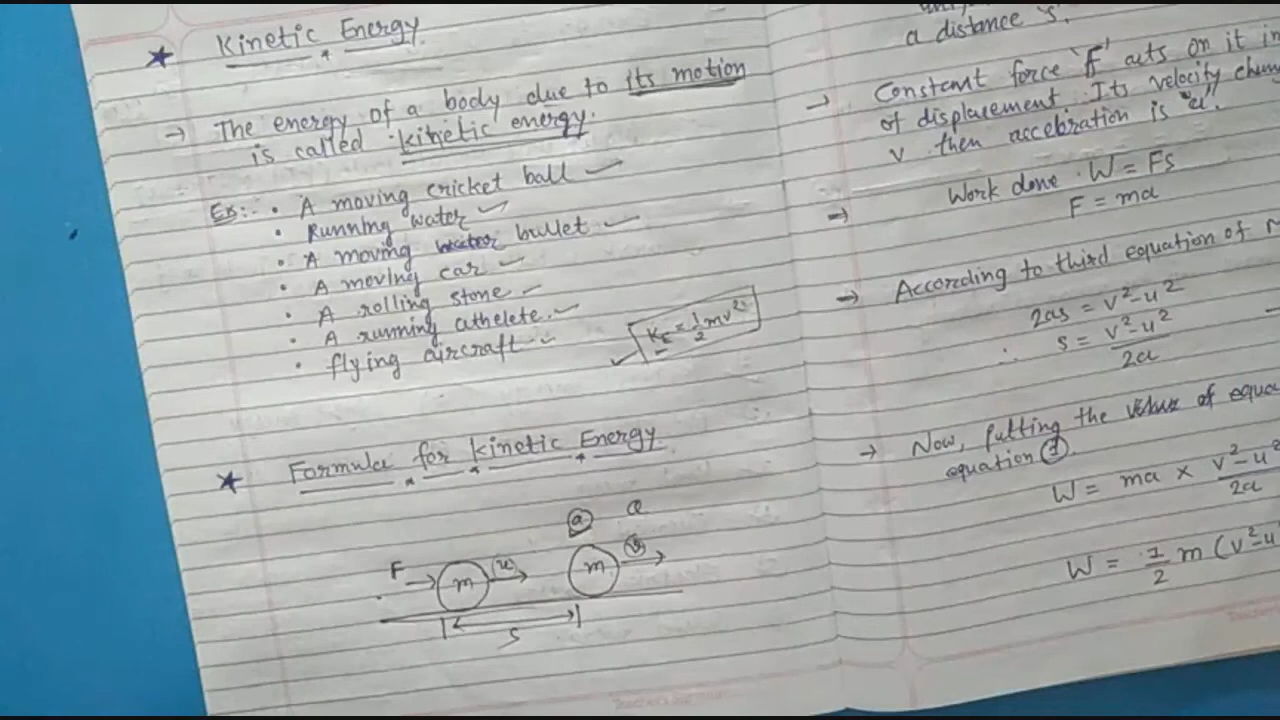 Kinetic Energy
→ The energy of a body due to its motion
is called kinetic energy.
Ex:- • A moving cricket ball ✓
• Running water ✓
• A moving bullet ✓
• A moving car ✓
• A rolling stone ✓
• A running athelete. ✓
• flying aircraft ✓
KE = 1/2 mv²
Formula for Kinetic Energy
a a
F m u m v
S
a distance 's'.
→ Constant force 'F' acts on it in
of displacement. Its velocity
v then accelration is "a".
→ Work done W = Fs
F = ma
→ According to third equation of
2as = v² - u²
∴ s = v² - u² / 2a
→ Now, putting the value of
equation ①.
W = ma × v² - u² / 2a
W = 1/2 m (v² - u